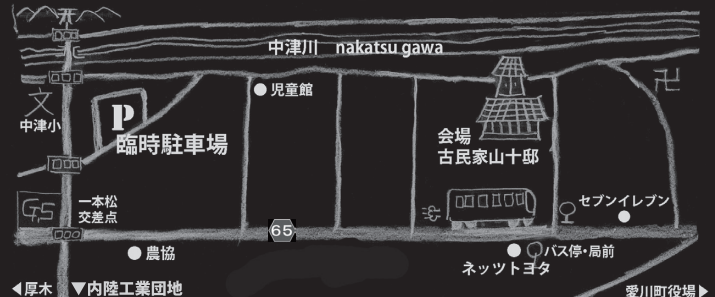 中津川 nakatsu gawa
児童館
文
中津小
P
臨時駐車場
会場
古民家山十邸
卍
GS
一本松
交差点
セブンイレブン
65
農協
バス停・局前
ネッツトヨタ
◀厚木
▼内陸工業団地
愛川町役場▶